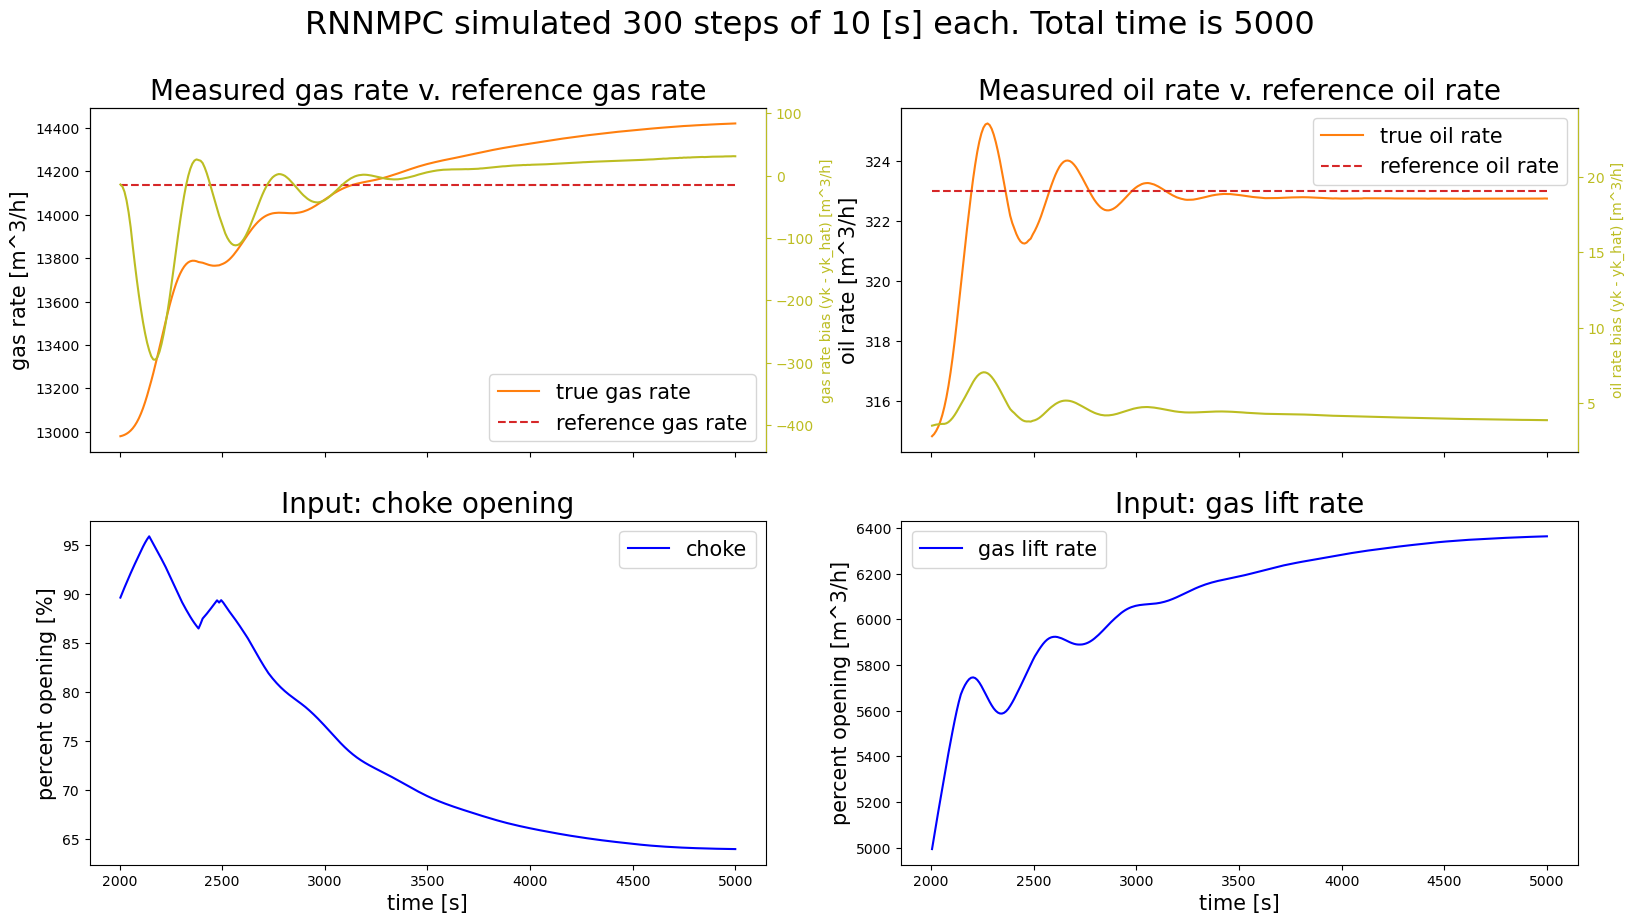 RNNMPC simulated 300 steps of 10 [s] each. Total time is 5000
Measured gas rate v. reference gas rate
gas rate [m^3/h]
14400
14200
14000
13800
13600
13400
13200
13000
true gas rate
reference gas rate
100
0
−100
−200
−300
−400
gas rate bias (yk - yk_hat) [m^3/h]
Measured oil rate v. reference oil rate
oil rate [m^3/h]
324
322
320
318
316
true oil rate
reference oil rate
20
15
10
5
oil rate bias (yk - yk_hat) [m^3/h]
Input: choke opening
percent opening [%]
95
90
85
80
75
70
65
choke
2000
2500
3000
3500
4000
4500
5000
time [s]
Input: gas lift rate
percent opening [m^3/h]
6400
6200
6000
5800
5600
5400
5200
5000
gas lift rate
2000
2500
3000
3500
4000
4500
5000
time [s]